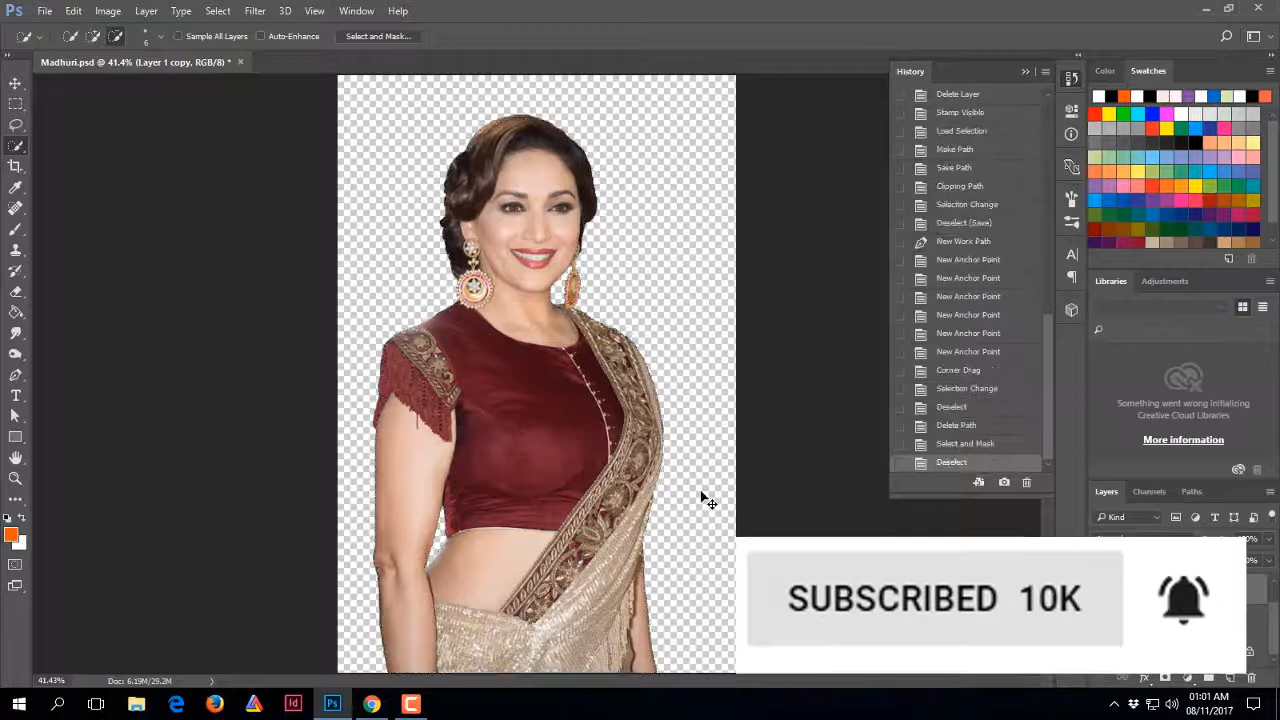 Ps File Edit Image Layer Type Select Filter 3D View Window Help
6 Sample All Layers Auto-Enhance Select and Mask...
Madhuri.psd @ 41.4% (Layer 1 copy, RGB/8) * ×
History
Delete Layer
Stamp Visible
Load Selection
Make Path
Save Path
Clipping Path
Selection Change
Deselect (Save)
New Work Path
New Anchor Point
New Anchor Point
New Anchor Point
New Anchor Point
New Anchor Point
New Anchor Point
Corner Drag
Selection Change
Deselect
Delete Path
Select and Mask
Deselect
Color Swatches
Libraries Adjustments
Something went wrong initializing
Creative Cloud Libraries
More information
Layers Channels Paths
Kind
SUBSCRIBED 10K
41.43% Doc: 6.19M/29.2M
Id Ps
01:01 AM
08/11/2017